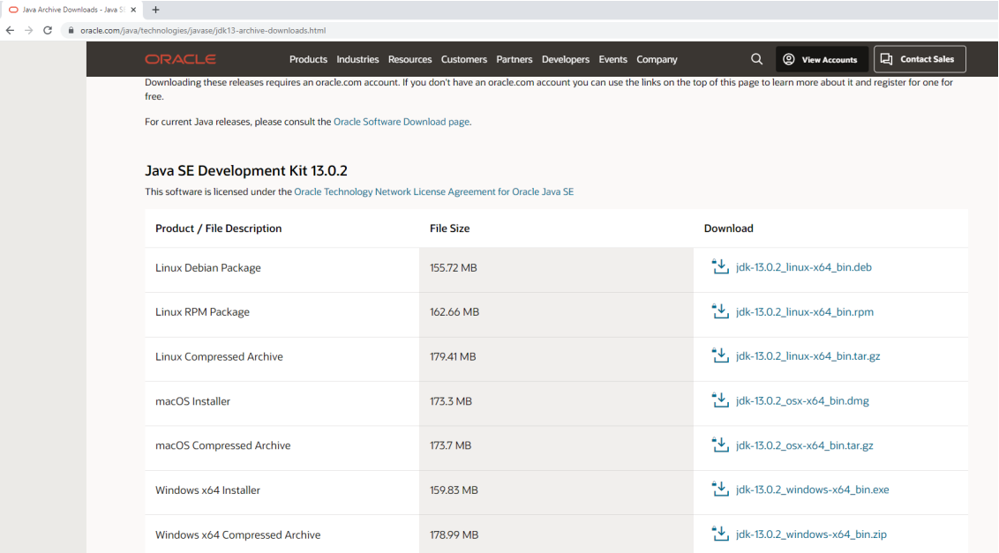 Java Archive Downloads - Java S
oracle.com/java/technologies/javase/jdk13-archive-downloads.html
ORACLE Products Industries Resources Customers Partners Developers Events Company View Accounts Contact Sales
Downloading these releases requires an oracle.com account. If you don't have an oracle.com account you can use the links on the top of this page to learn more about it and register for one for
free.
For current Java releases, please consult the Oracle Software Download page.
Java SE Development Kit 13.0.2
This software is licensed under the Oracle Technology Network License Agreement for Oracle Java SE
Product / File Description File Size Download
Linux Debian Package 155.72 MB jdk-13.0.2_linux-x64_bin.deb
Linux RPM Package 162.66 MB jdk-13.0.2_linux-x64_bin.rpm
Linux Compressed Archive 179.41 MB jdk-13.0.2_linux-x64_bin.tar.gz
macOS Installer 173.3 MB jdk-13.0.2_osx-x64_bin.dmg
macOS Compressed Archive 173.7 MB jdk-13.0.2_osx-x64_bin.tar.gz
Windows x64 Installer 159.83 MB jdk-13.0.2_windows-x64_bin.exe
Windows x64 Compressed Archive 178.99 MB jdk-13.0.2_windows-x64_bin.zip